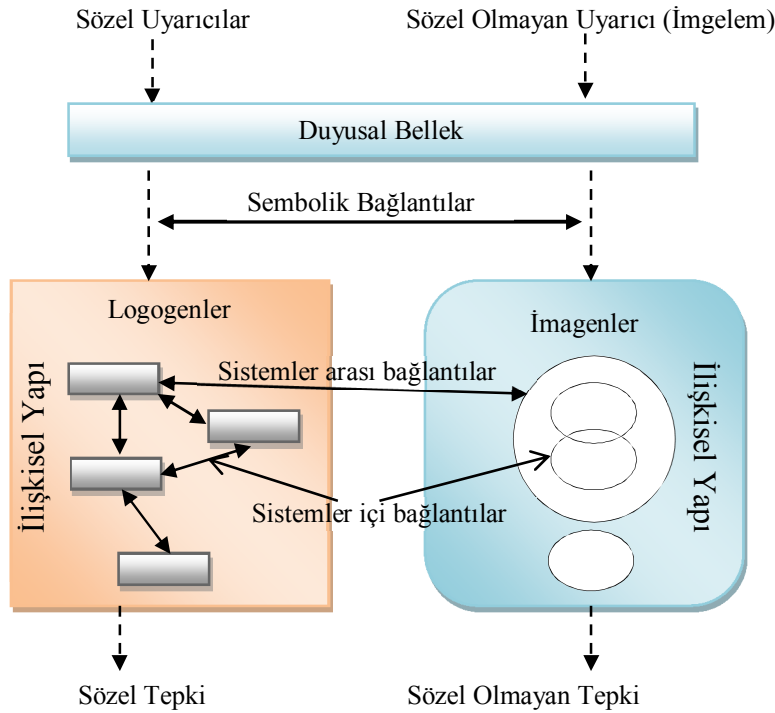 Sözel Uyarıcılar
Sözel Olmayan Uyarıcı (İmgelem)
Duyusal Bellek
Sembolik Bağlantılar
Logogenler
İmagenler
İlişkisel Yapı
Sistemler arası bağlantılar
İlişkisel Yapı
Sistemler içi bağlantılar
Sözel Tepki
Sözel Olmayan Tepki